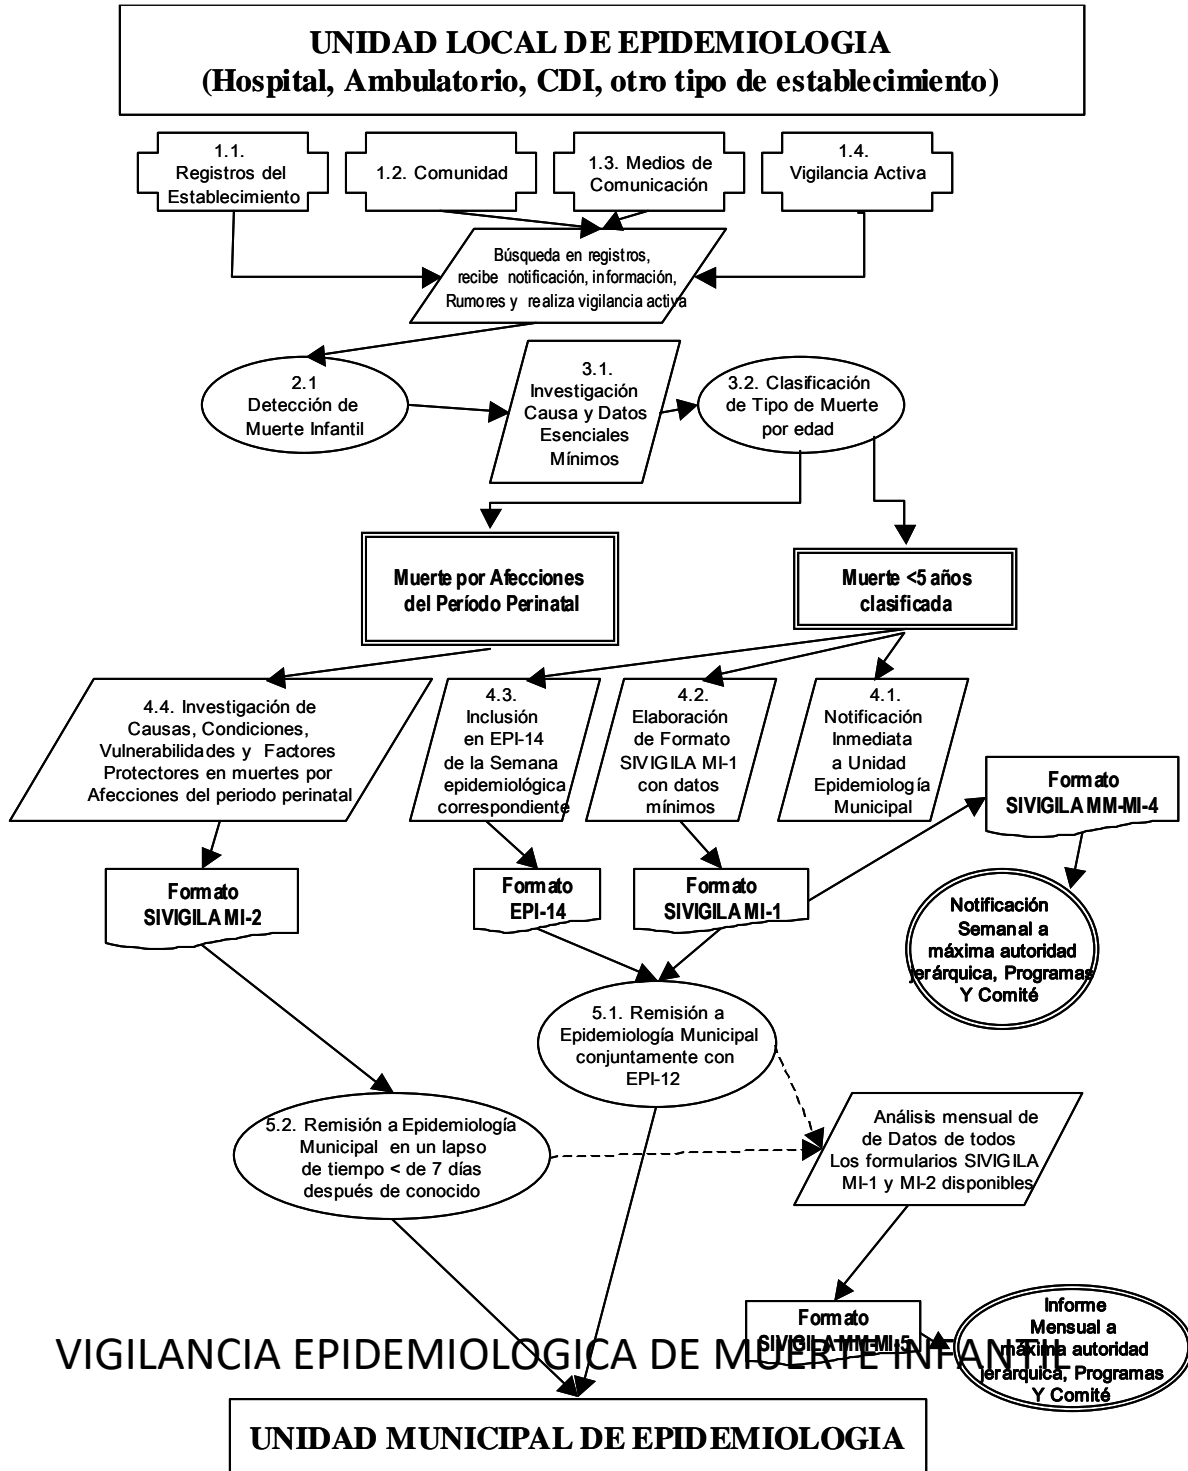 UNIDAD LOCAL DE EPIDEMIOLOGIA
(Hospital, Ambulatorio, CDI, otro tipo de establecimiento)
1.1.
Registros del
Establecimiento
1.2. Comunidad
1.3. Medios de
Comunicación
1.4.
Vigilancia Activa
Búsqueda en registros,
recibe notificación, información,
Rumores y realiza vigilancia activa
2.1
Detección de
Muerte Infantil
3.1.
Investigación
Causa y Datos
Esenciales
Mínimos
3.2. Clasificación
de Tipo de Muerte
por edad
Muerte por Afecciones
del Período Perinatal
Muerte <5 años
clasificada
4.4. Investigación de
Causas, Condiciones,
Vulnerabilidades y Factores
Protectores en muertes por
Afecciones del periodo perinatal
4.3.
Inclusión
en EPI-14
de la Semana
epidemiológica
correspondiente
4.2.
Elaboración
de Formato
SIVIGILA MI-1
con datos
mínimos
4.1.
Notificación
Inmediata
a Unidad
Epidemiología
Municipal
Formato
SIVIGILA MM-MI-4
Formato
SIVIGILA MI-2
Formato
EPI-14
Formato
SIVIGILA MI-1
Notificación
Semanal a
máxima autoridad
jerárquica, Programas
Y Comité
5.1. Remisión a
Epidemiología Municipal
conjuntamente con
EPI-12
5.2. Remisión a Epidemiología
Municipal en un lapso
de tiempo < de 7 días
después de conocido
Análisis mensual de
de Datos de todos
Los formularios SIVIGILA
MI-1 y MI-2 disponibles
Formato
SIVIGILA MM-MI-5
Informe
Mensual a
máxima autoridad
jerárquica, Programas
Y Comité
VIGILANCIA EPIDEMIOLOGICA DE MUERTE INFANTIL
UNIDAD MUNICIPAL DE EPIDEMIOLOGIA